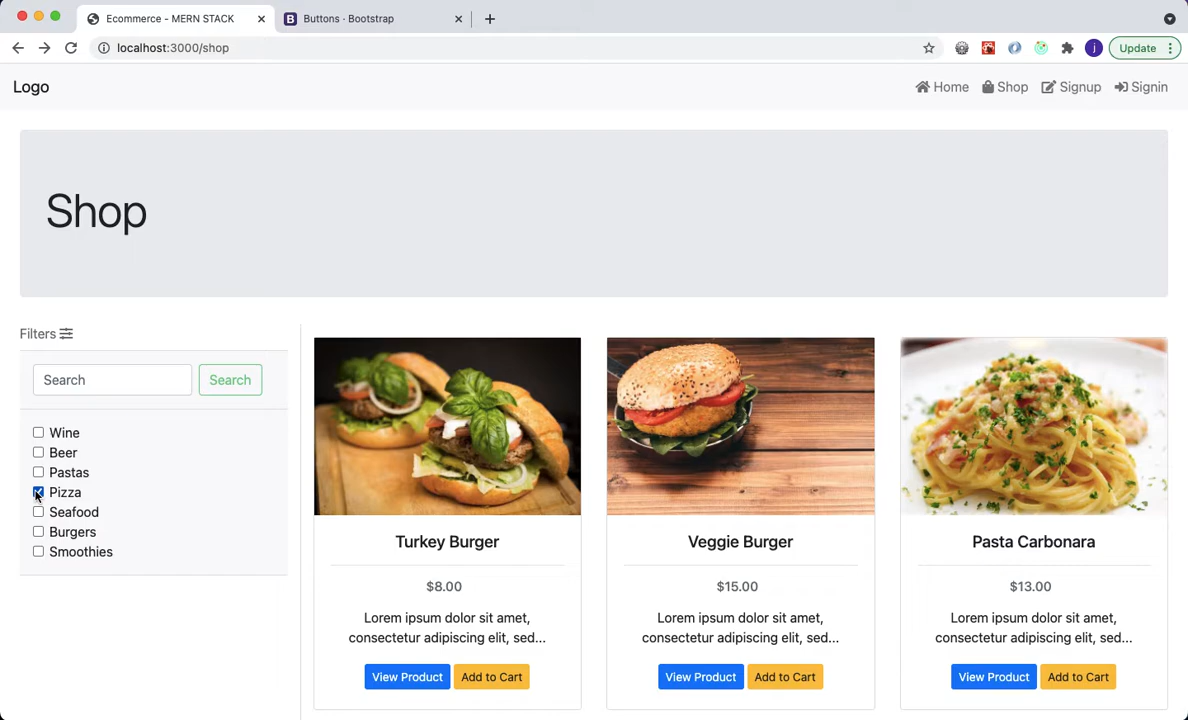 Ecommerce - MERN STACK
Buttons · Bootstrap
localhost:3000/shop
j
Update
Logo
Home
Shop
Signup
Signin
Shop
Filters
Search
Search
Wine
Beer
Pastas
Pizza
Seafood
Burgers
Smoothies
Turkey Burger
$8.00
Lorem ipsum dolor sit amet,
consectetur adipiscing elit, sed...
View Product
Add to Cart
Veggie Burger
$15.00
Lorem ipsum dolor sit amet,
consectetur adipiscing elit, sed...
View Product
Add to Cart
Pasta Carbonara
$13.00
Lorem ipsum dolor sit amet,
consectetur adipiscing elit, sed...
View Product
Add to Cart